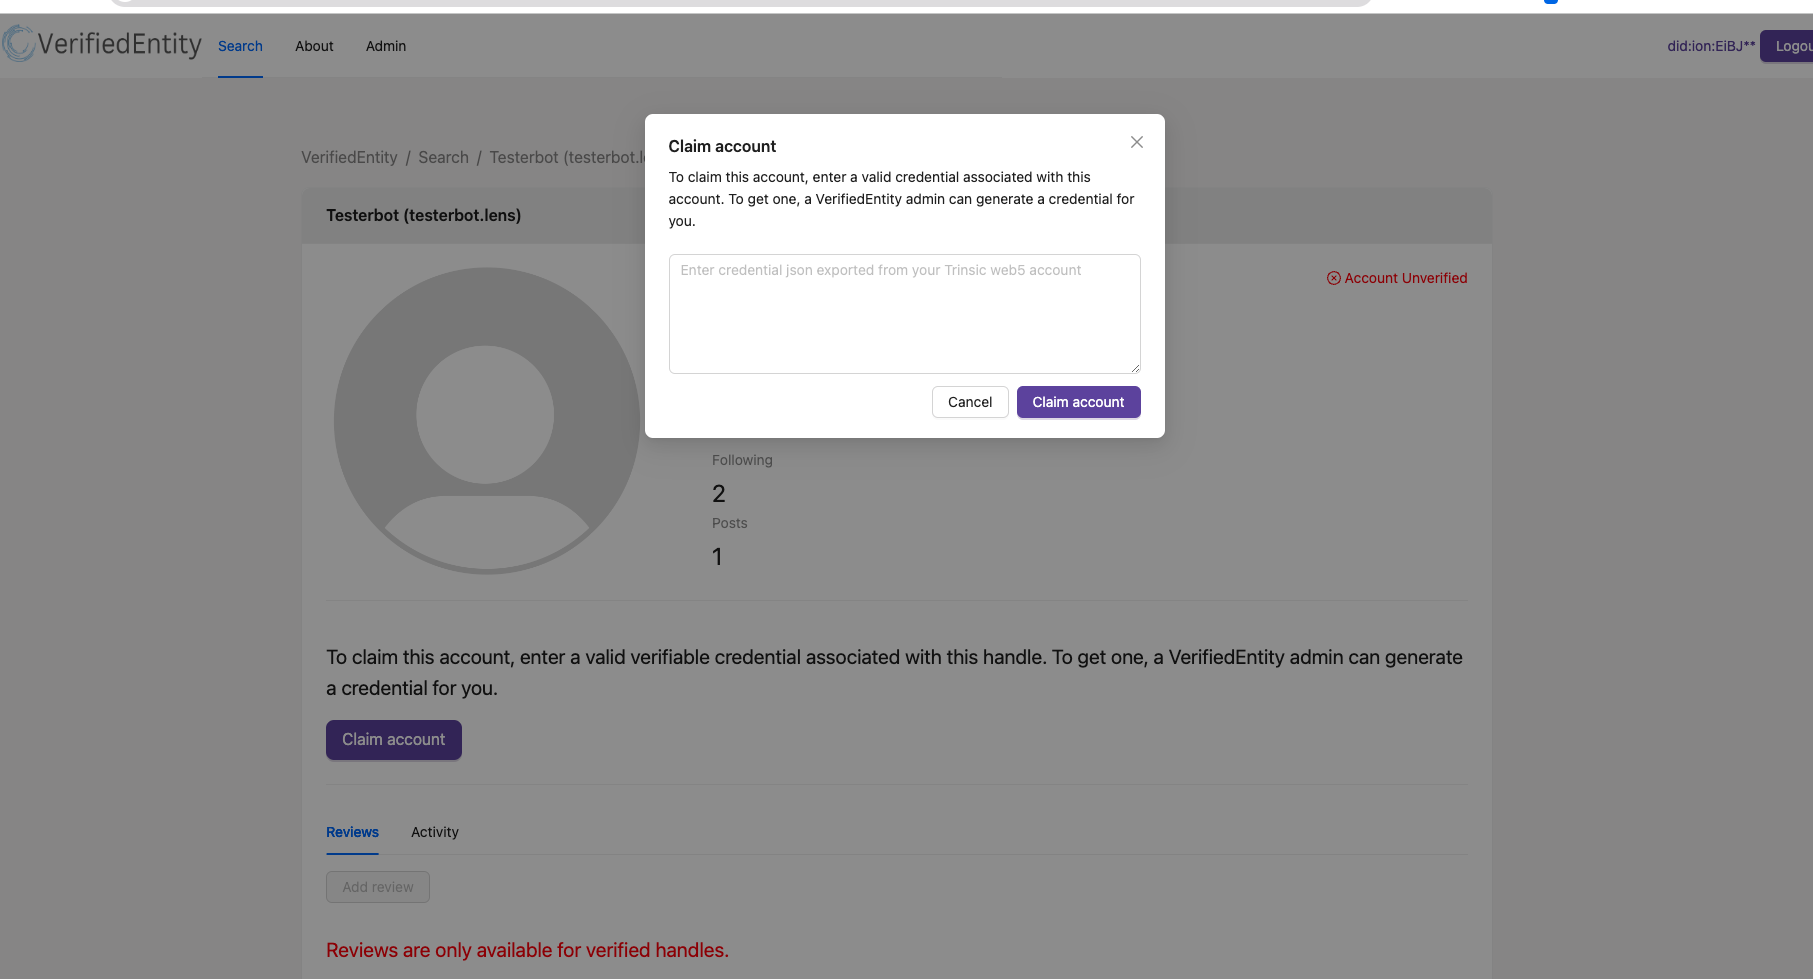 VerifiedEntity
Search
About
Admin
did:ion:EiBJ**
Logou
VerifiedEntity / Search / Testerbot (testerbot.l
Testerbot (testerbot.lens)
Account Unverified
Claim account
To claim this account, enter a valid credential associated with this
account. To get one, a VerifiedEntity admin can generate a credential for
you.
Enter credential json exported from your Trinsic web5 account
Cancel
Claim account
Following
2
Posts
1
To claim this account, enter a valid verifiable credential associated with this handle. To get one, a VerifiedEntity admin can generate
a credential for you.
Claim account
Reviews
Activity
Add review
Reviews are only available for verified handles.